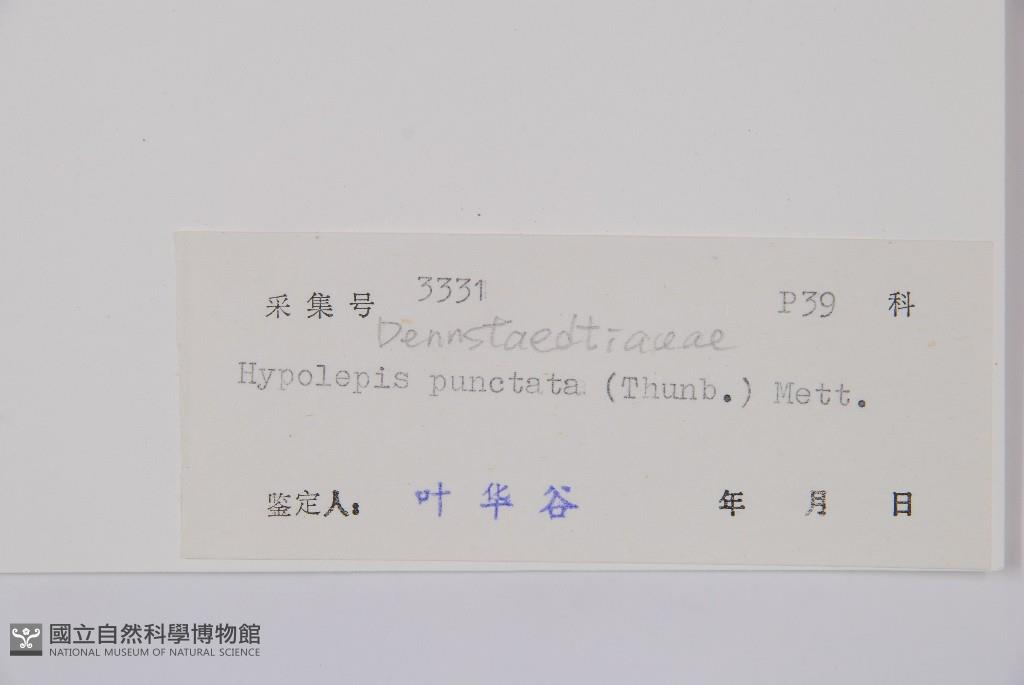 采集号 3331 P39 科
Dennstaedtiaceae
Hypolepis punctata (Thunb.) Mett.
鉴定人: 叶华谷 年 月 日
國立自然科學博物館
NATIONAL MUSEUM OF NATURAL SCIENCE